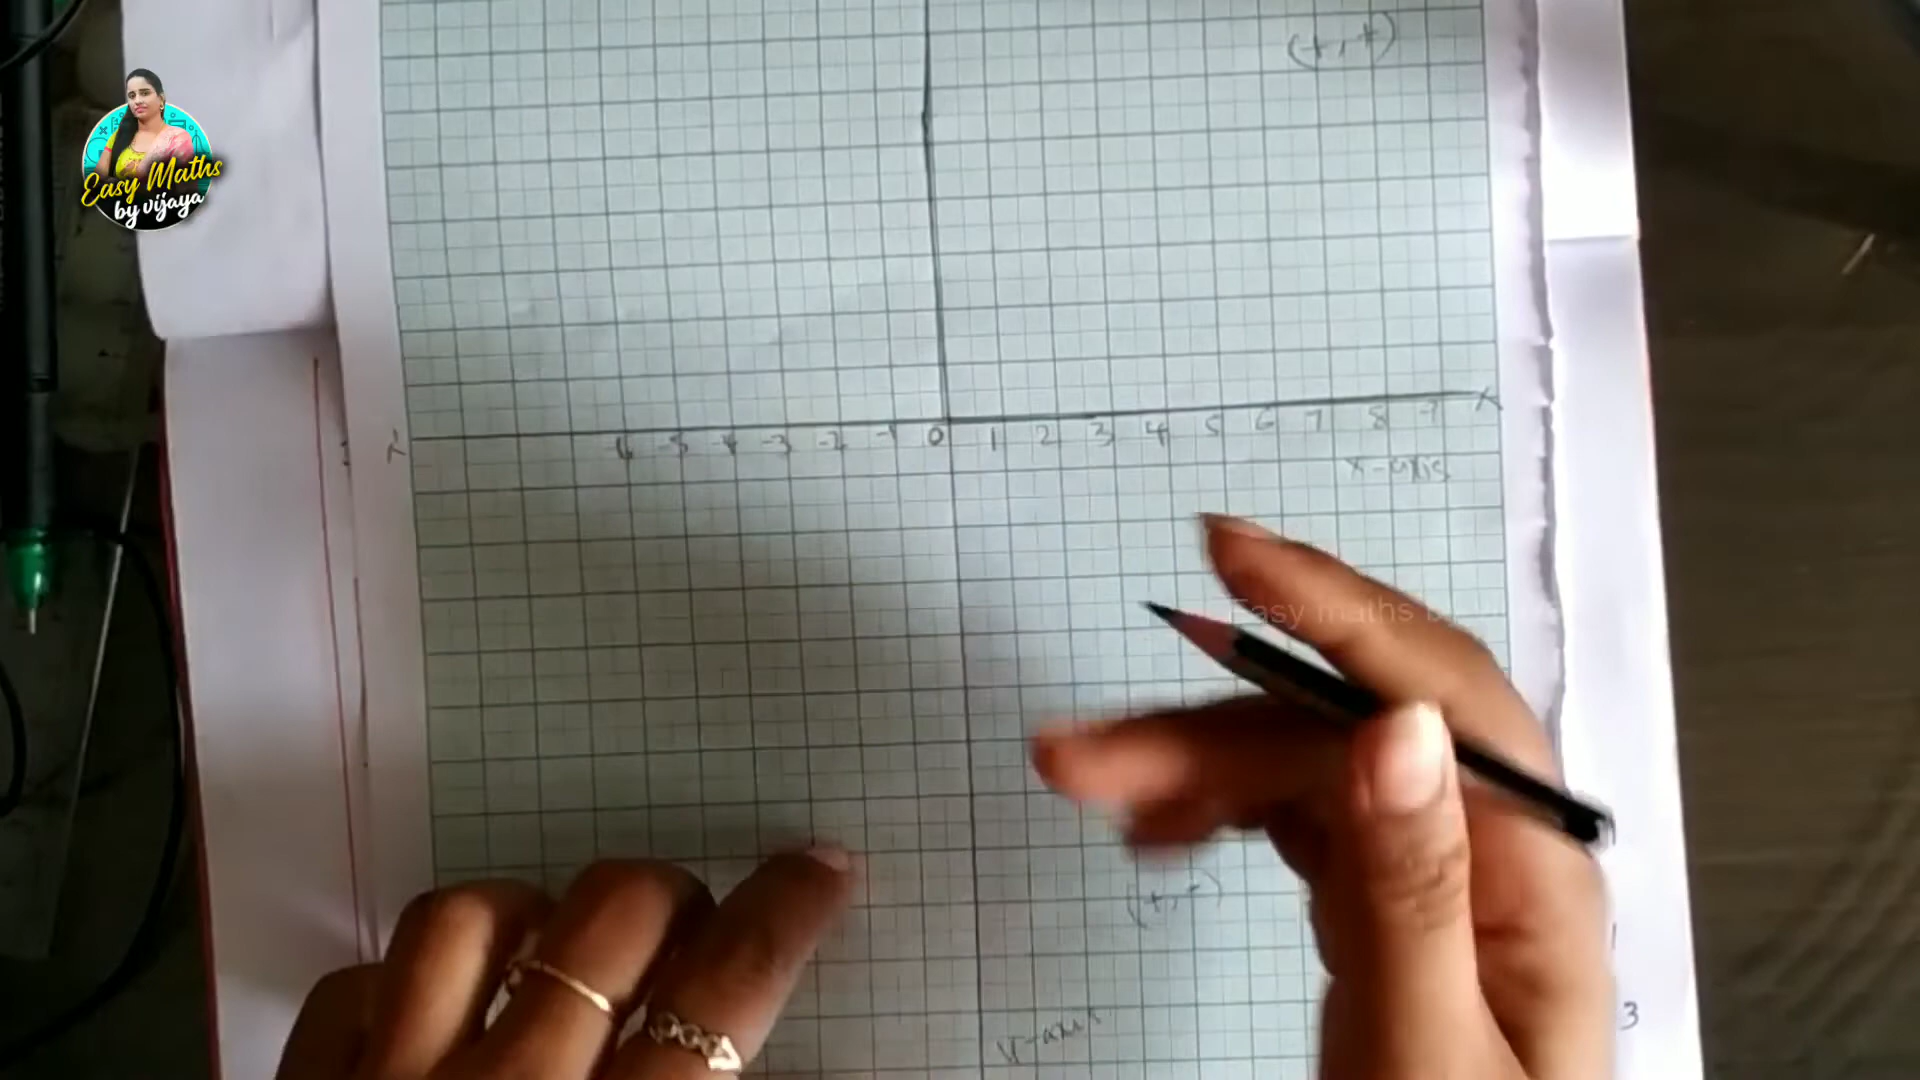 (+,+)
Easy Maths
by vijaya
-5 -4 -3 -2 -1 0 1 2 3 4 5 6 7 8 9 X
x-axis
Easy maths by
(+,-)
3